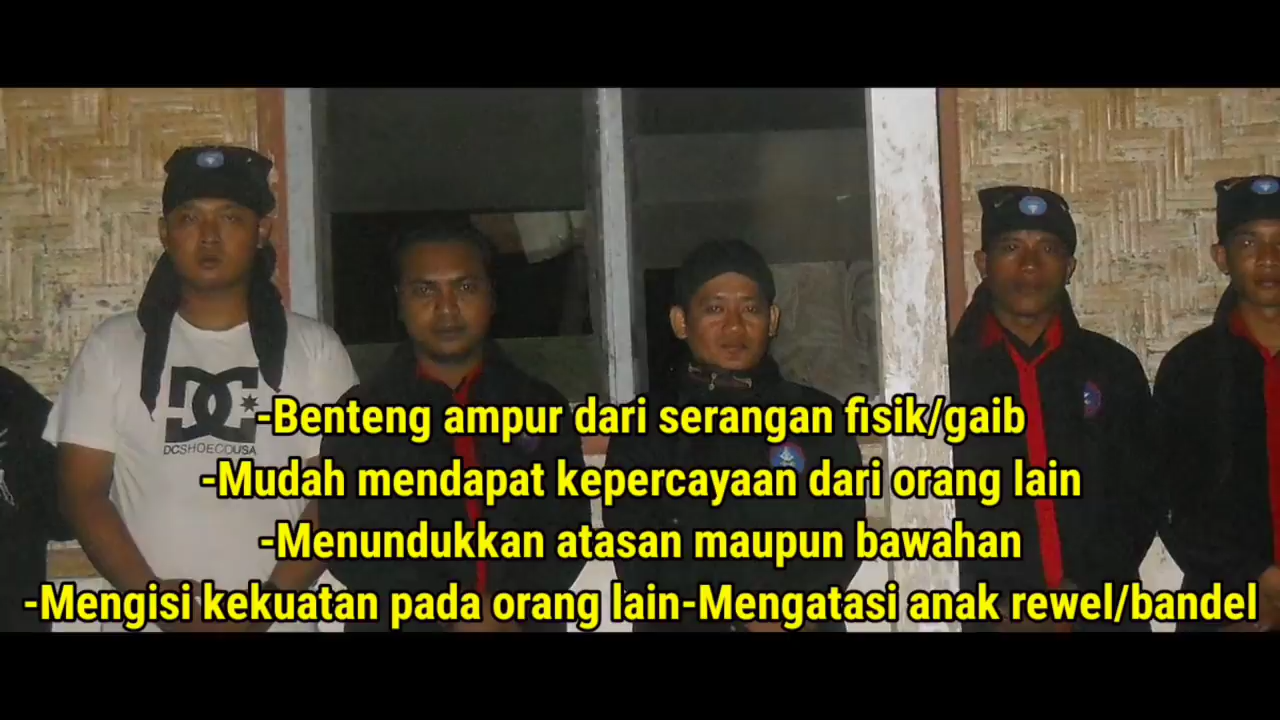 DC
DCSHOECOUSA
-Benteng ampur dari serangan fisik/gaib
-Mudah mendapat kepercayaan dari orang lain
-Menundukkan atasan maupun bawahan
-Mengisi kekuatan pada orang lain-Mengatasi anak rewel/bandel